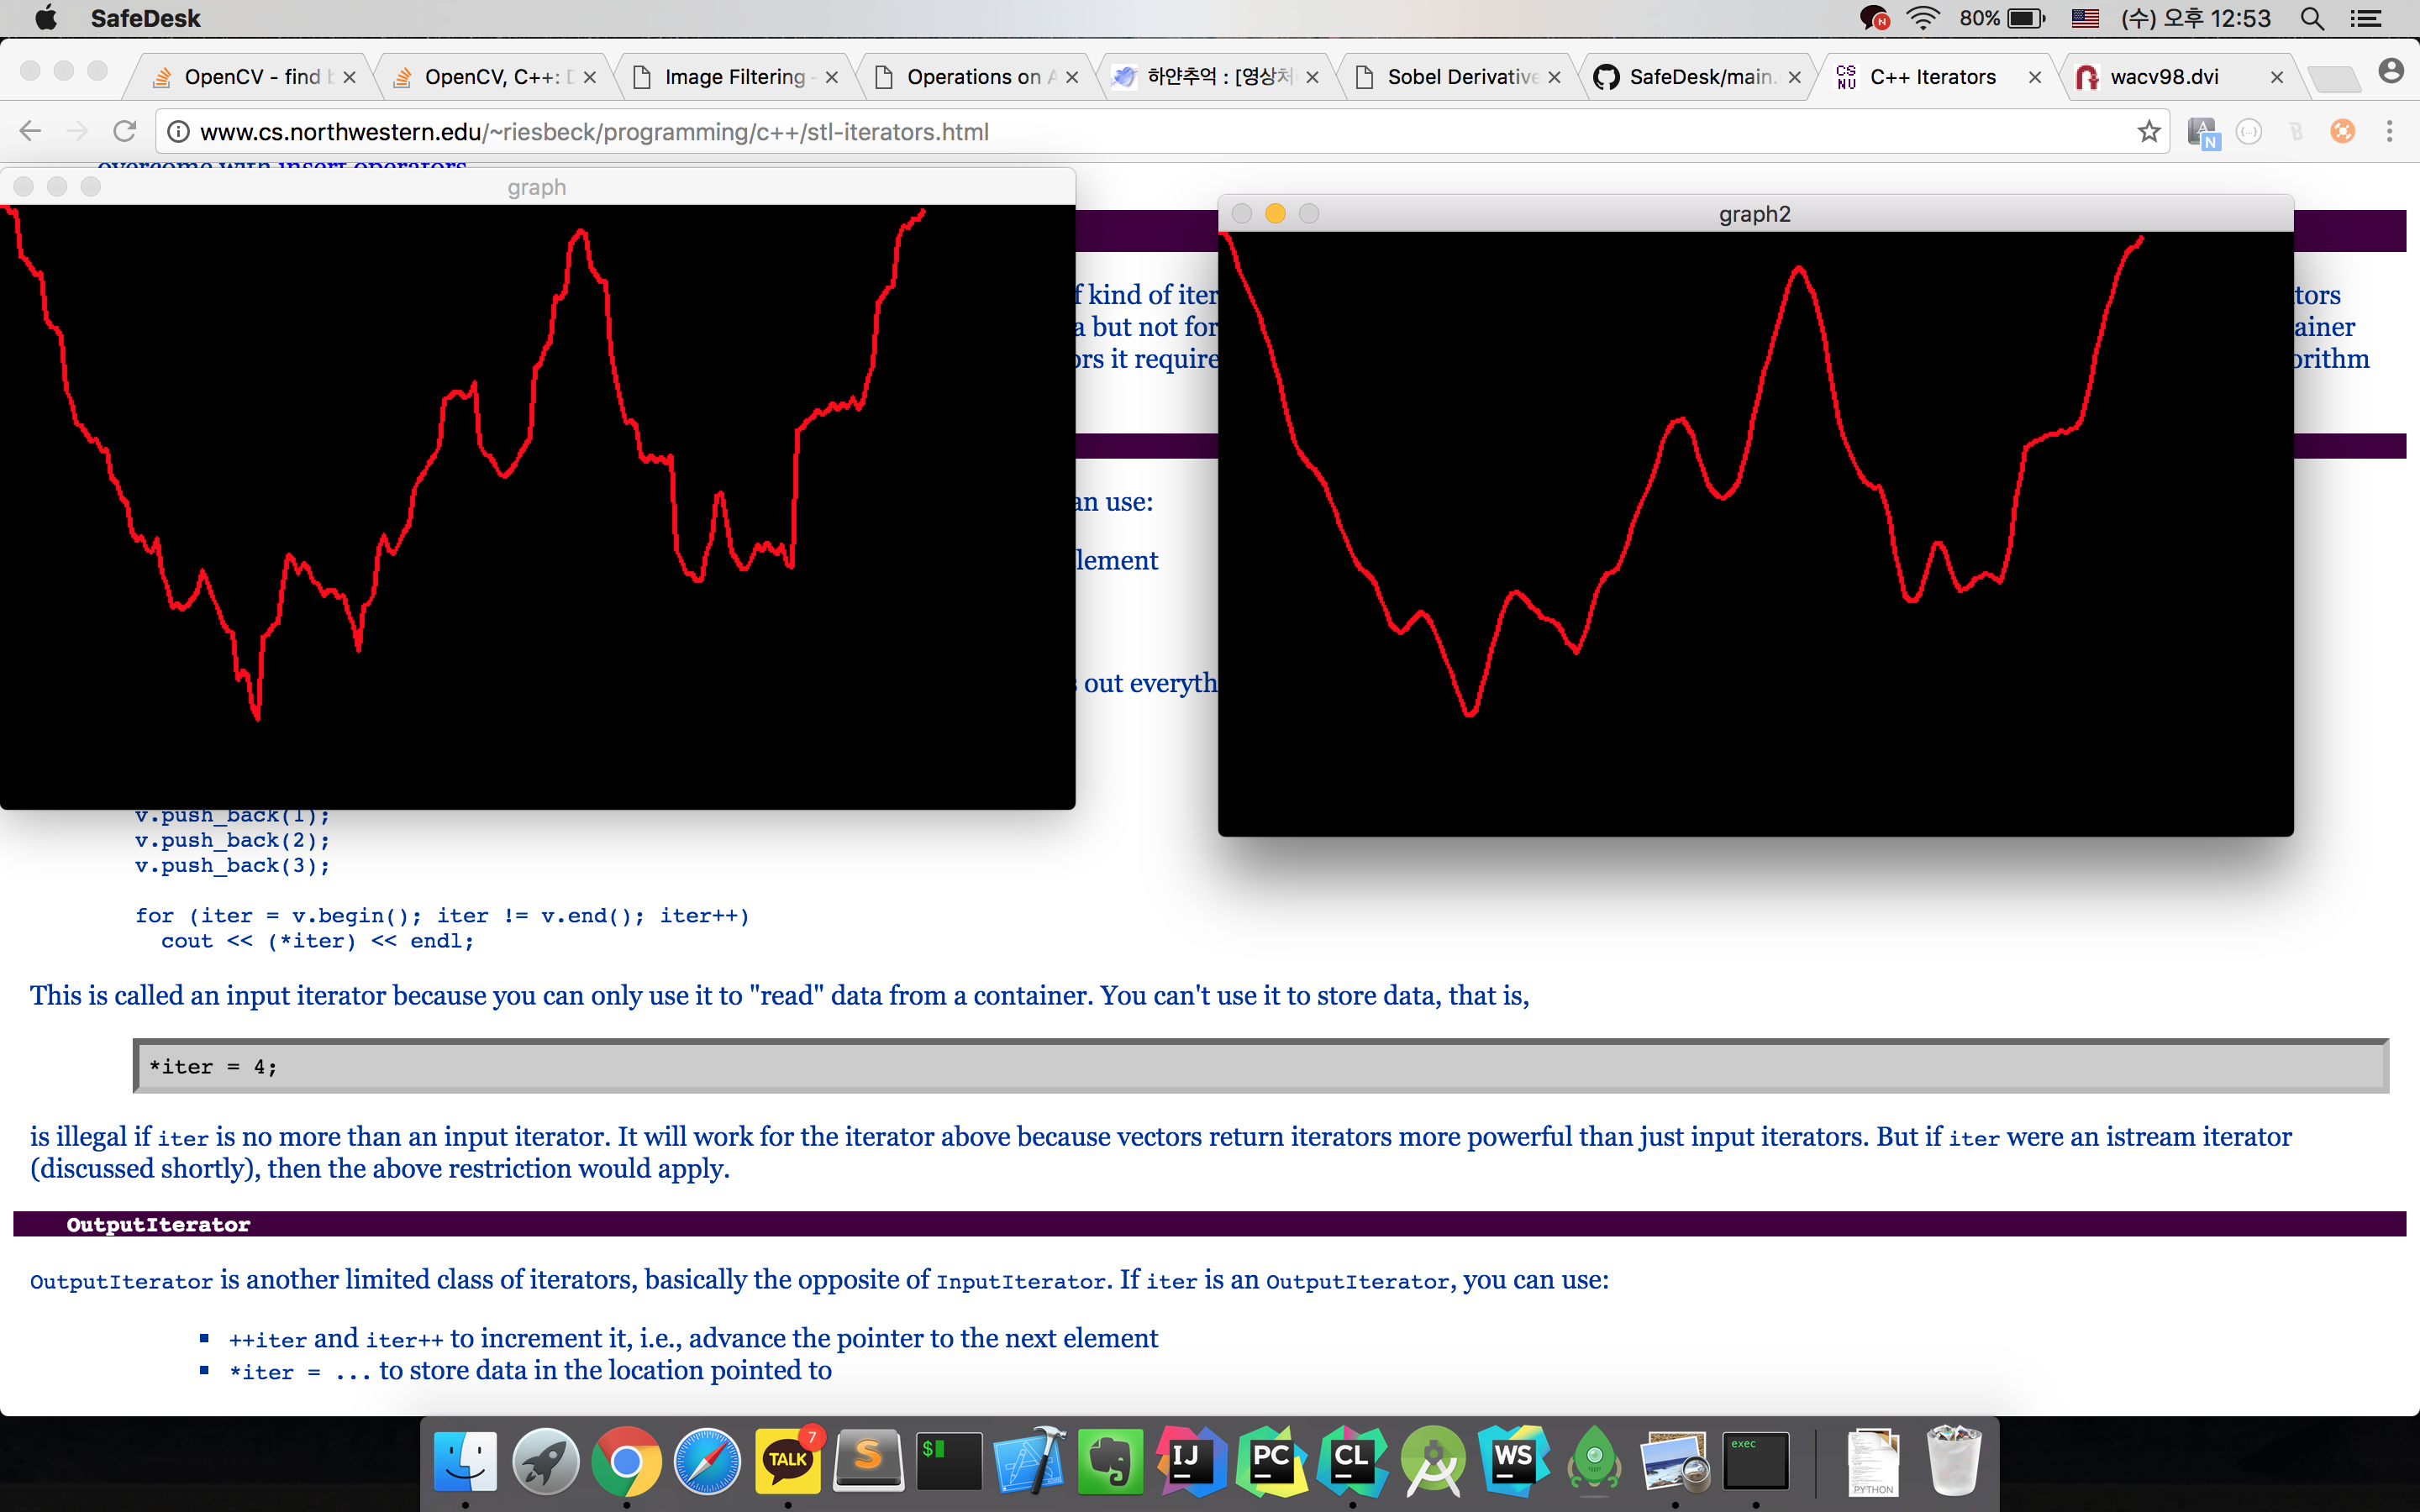 SafeDesk
80%
(수) 오후 12:53
OpenCV - find
OpenCV, C++:
Image Filtering
Operations on
하얀추억 : [영상처
Sobel Derivative
SafeDesk/main.
C++ Iterators
wacv98.dvi
www.cs.northwestern.edu/~riesbeck/programming/c++/stl-iterators.html
overcome with insert operators
graph
graph2
f kind of iter
tors
a but not for
ainer
ors it require
orithm
an use:
lement
out everyth
v.push_back(1);
v.push_back(2);
v.push_back(3);
for (iter = v.begin(); iter != v.end(); iter++)
cout << (*iter) << endl;
This is called an input iterator because you can only use it to "read" data from a container. You can't use it to store data, that is,
*iter = 4;
is illegal if iter is no more than an input iterator. It will work for the iterator above because vectors return iterators more powerful than just input iterators. But if iter were an istream iterator
(discussed shortly), then the above restriction would apply.
OutputIterator
OutputIterator is another limited class of iterators, basically the opposite of InputIterator. If iter is an OutputIterator, you can use:
++iter and iter++ to increment it, i.e., advance the pointer to the next element
*iter = ... to store data in the location pointed to
TALK
7
S
$
IJ
PC
CL
WS
exec
PYTHON